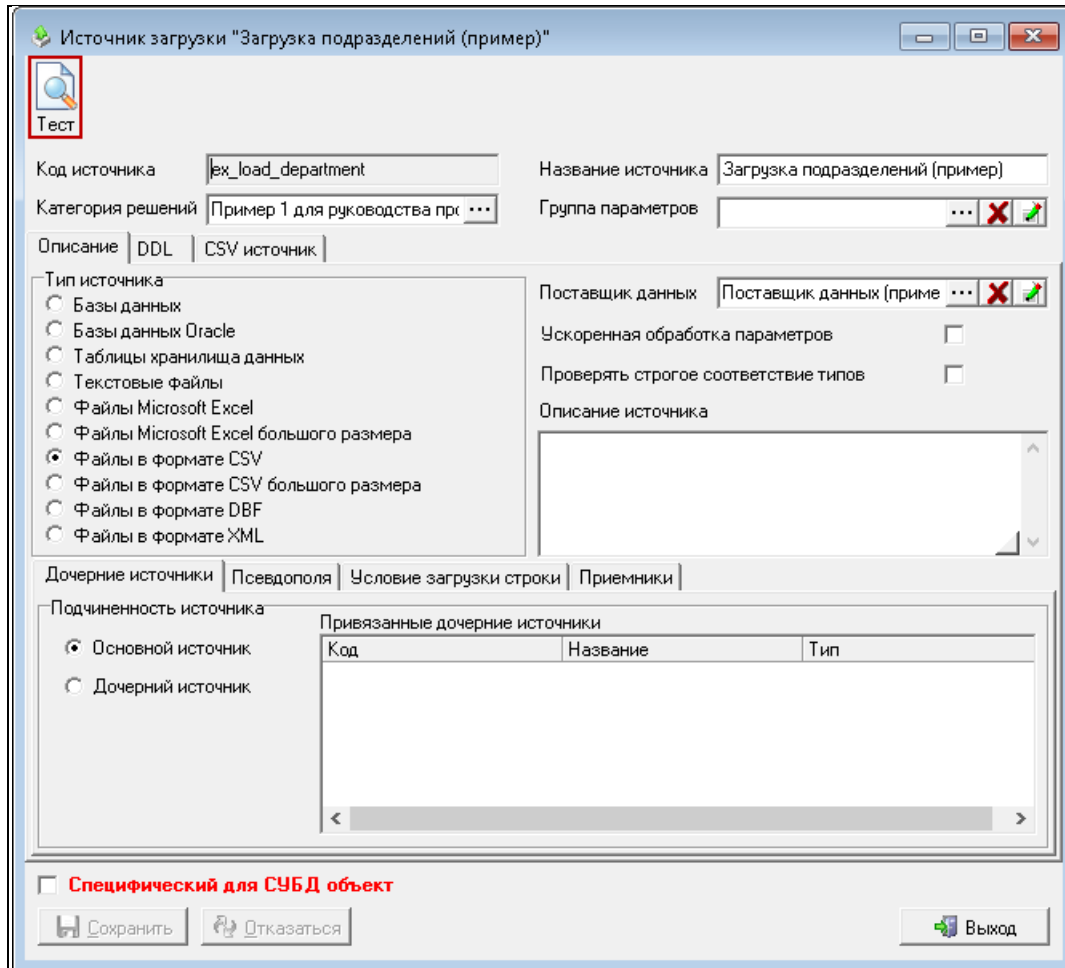 Источник загрузки "Загрузка подразделений (пример)"
Тест
Код источника ex_load_department Название источника Загрузка подразделений (пример)
Категория решений Пример 1 для руководства прс ... Группа параметров ...
Описание DDL CSV источник
Тип источника
Базы данных
Базы данных Oracle
Таблицы хранилища данных
Текстовые файлы
Файлы Microsoft Excel
Файлы Microsoft Excel большого размера
Файлы в формате CSV
Файлы в формате CSV большого размера
Файлы в формате DBF
Файлы в формате XML
Поставщик данных Поставщик данных (приме ...
Ускоренная обработка параметров
Проверять строгое соответствие типов
Описание источника
Дочерние источники Псевдополя Условие загрузки строки Приемники
Подчиненность источника
Основной источник
Дочерний источник
Привязанные дочерние источники
Код Название Тип
Специфический для СУБД объект
Сохранить Отказаться Выход